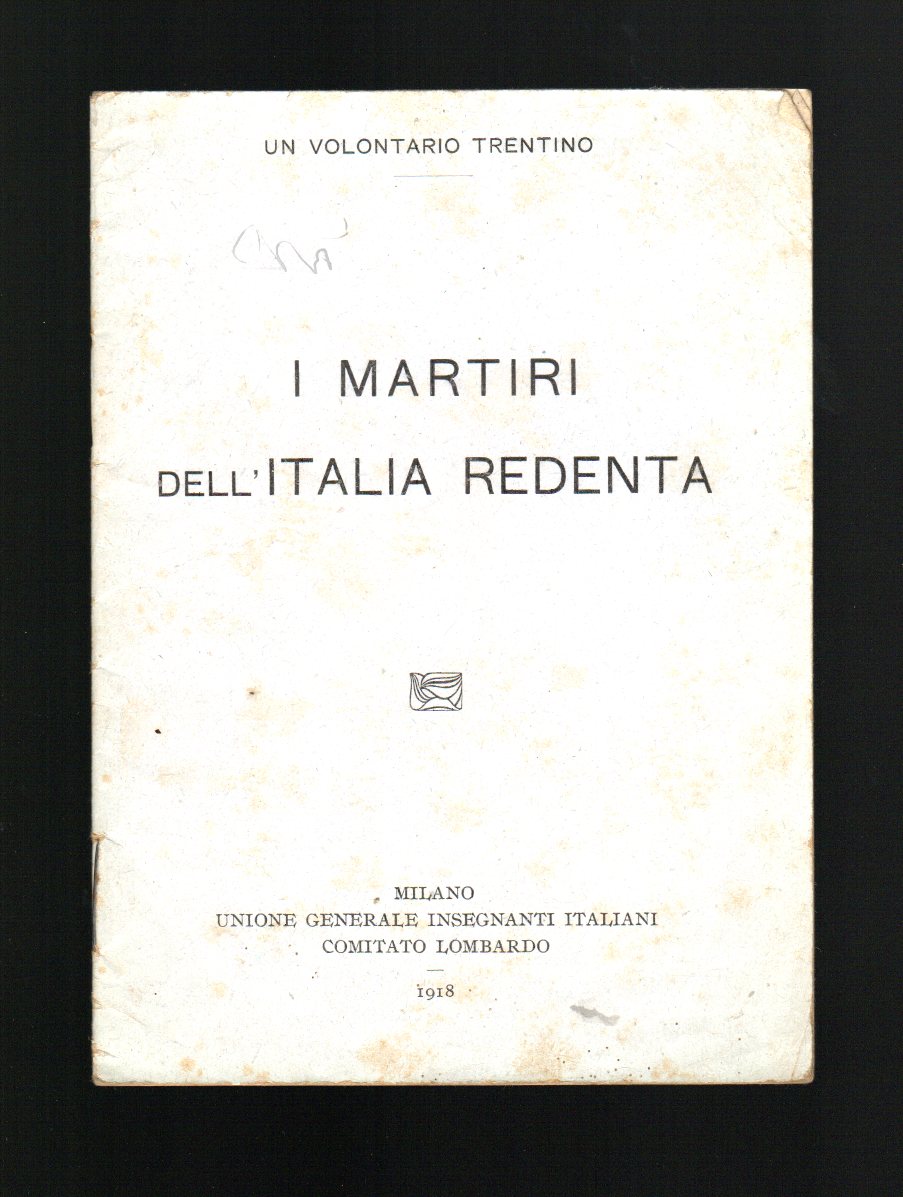 UN VOLONTARIO TRENTINO
I MARTIRI
DELL'ITALIA REDENTA
MILANO
UNIONE GENERALE INSEGNANTI ITALIANI
COMITATO LOMBARDO
1918